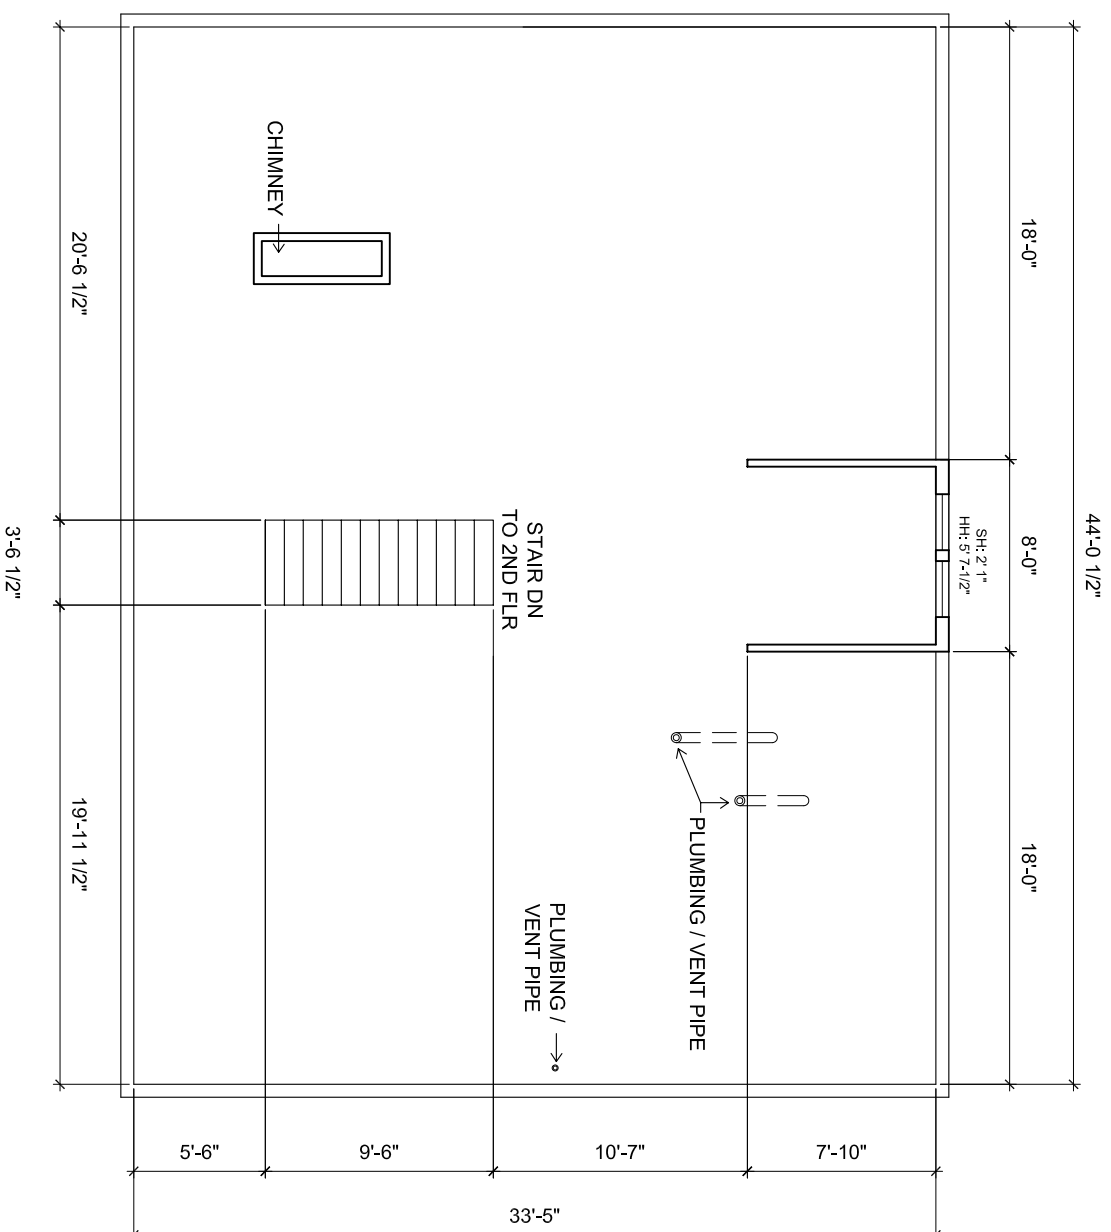 44'-0 1/2"
18'-0"
8'-0"
18'-0"
SH: 2' 1"
HH: 5' 7-1/2"
PLUMBING / VENT PIPE
PLUMBING /
VENT PIPE
STAIR DN
TO 2ND FLR
CHIMNEY
20'-6 1/2"
3'-6 1/2"
19'-11 1/2"
5'-6"
9'-6"
10'-7"
7'-10"
33'-5"